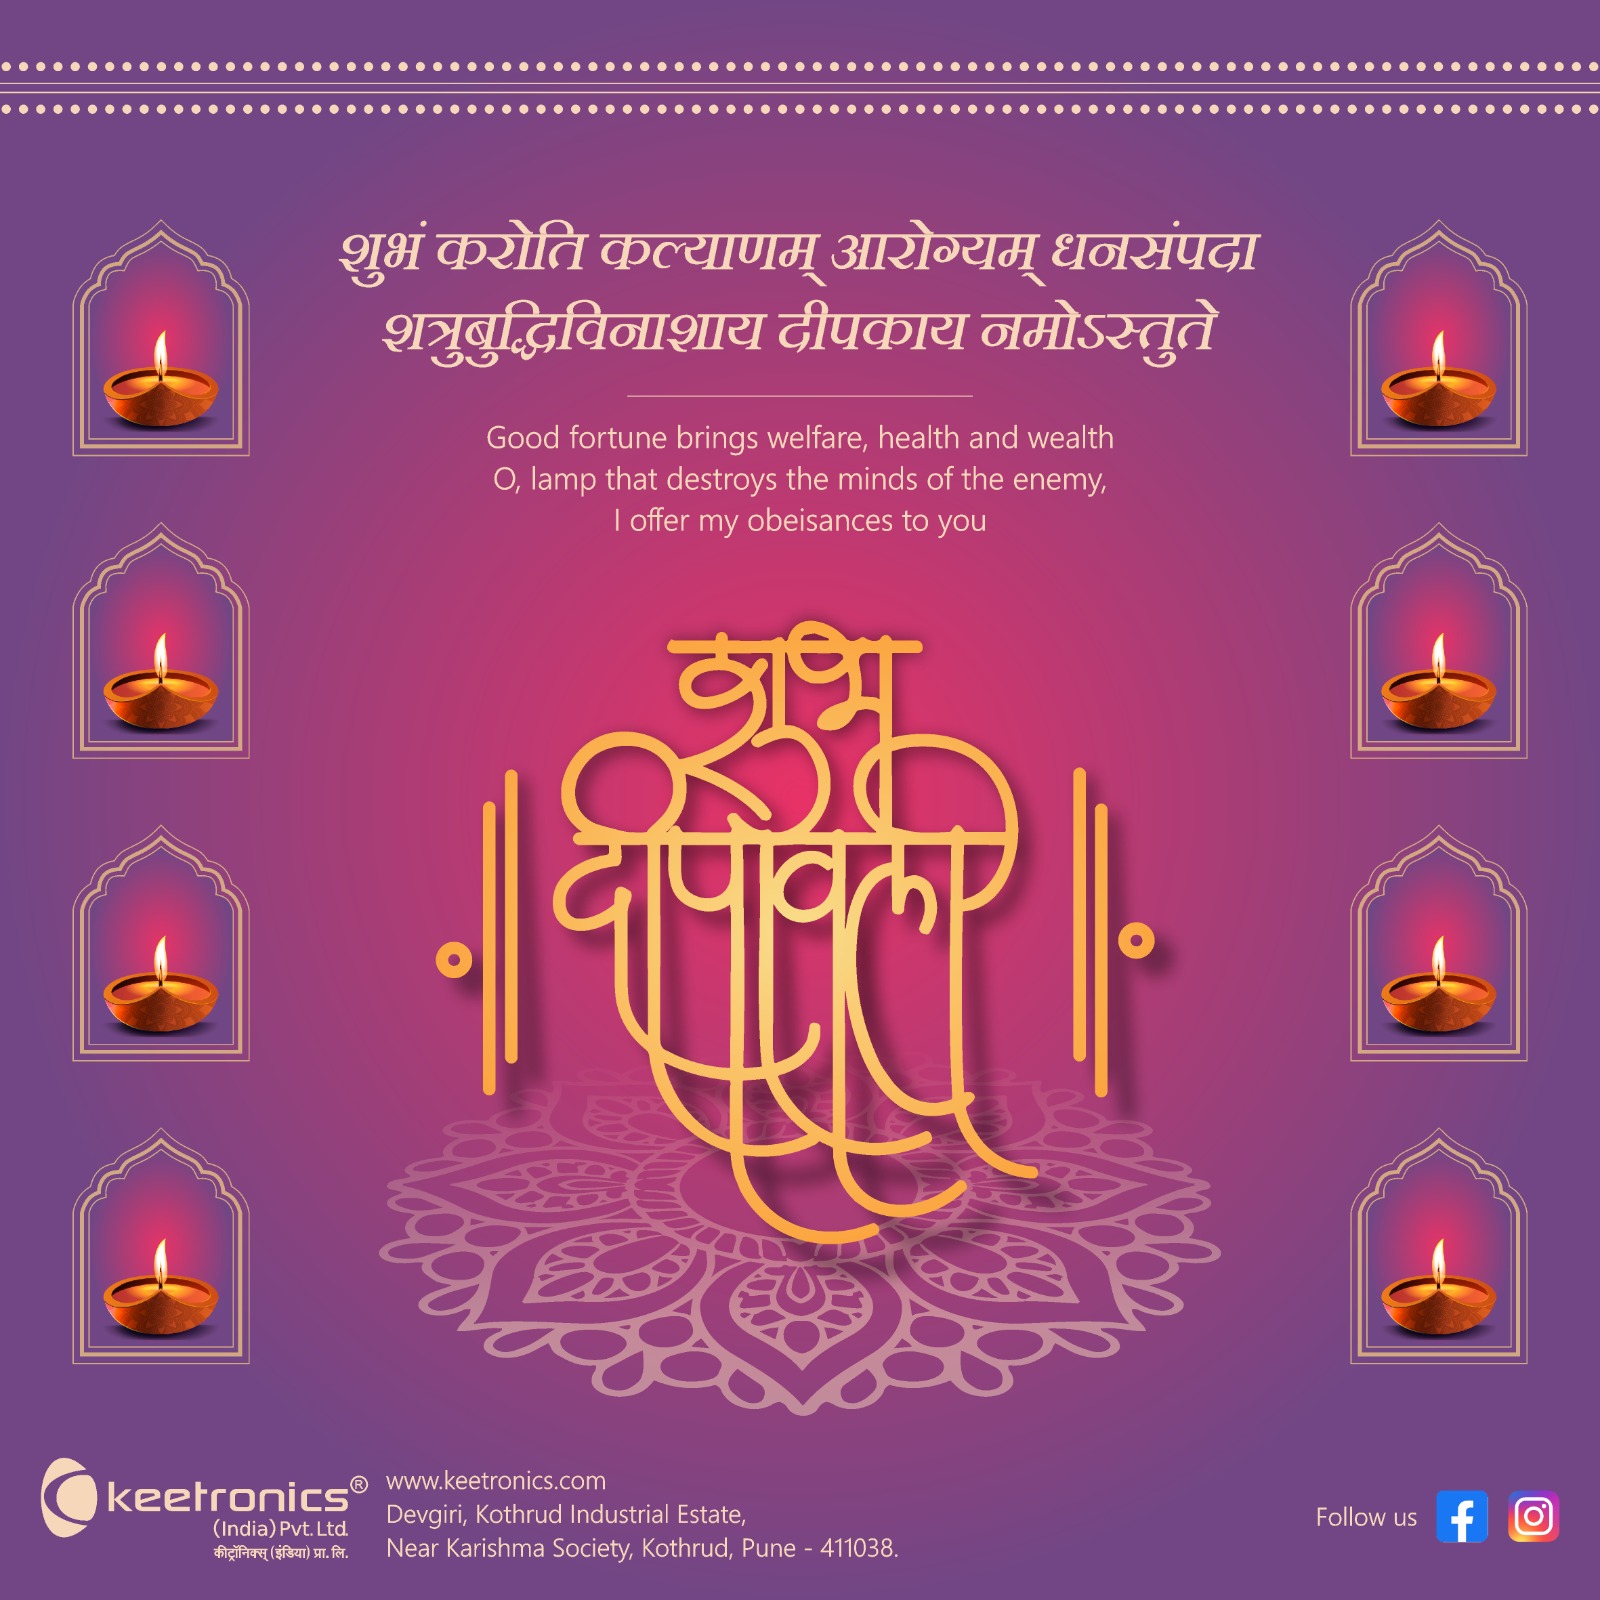 शुभं करोति कल्याणम् आरोग्यम् धनसंपदा
शत्रुबुद्धिविनाशाय दीपकाय नमोऽस्तुते
Good fortune brings welfare, health and wealth
O, lamp that destroys the minds of the enemy,
I offer my obeisances to you
शुभ
दीपावली
keetronics®
(India) Pvt. Ltd.
कीट्रॉनिक्स् (इंडिया) प्रा. लि.
www.keetronics.com
Devgiri, Kothrud Industrial Estate,
Near Karishma Society, Kothrud, Pune - 411038.
Follow us